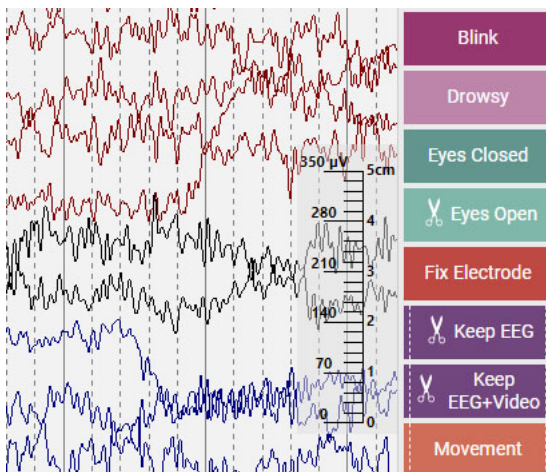 Blink
Drowsy
Eyes Closed
Eyes Open
Fix Electrode
Keep EEG
Keep
EEG+Video
Movement
350 µV 5cm
280 4
210 3
140 2
70 1
0 0